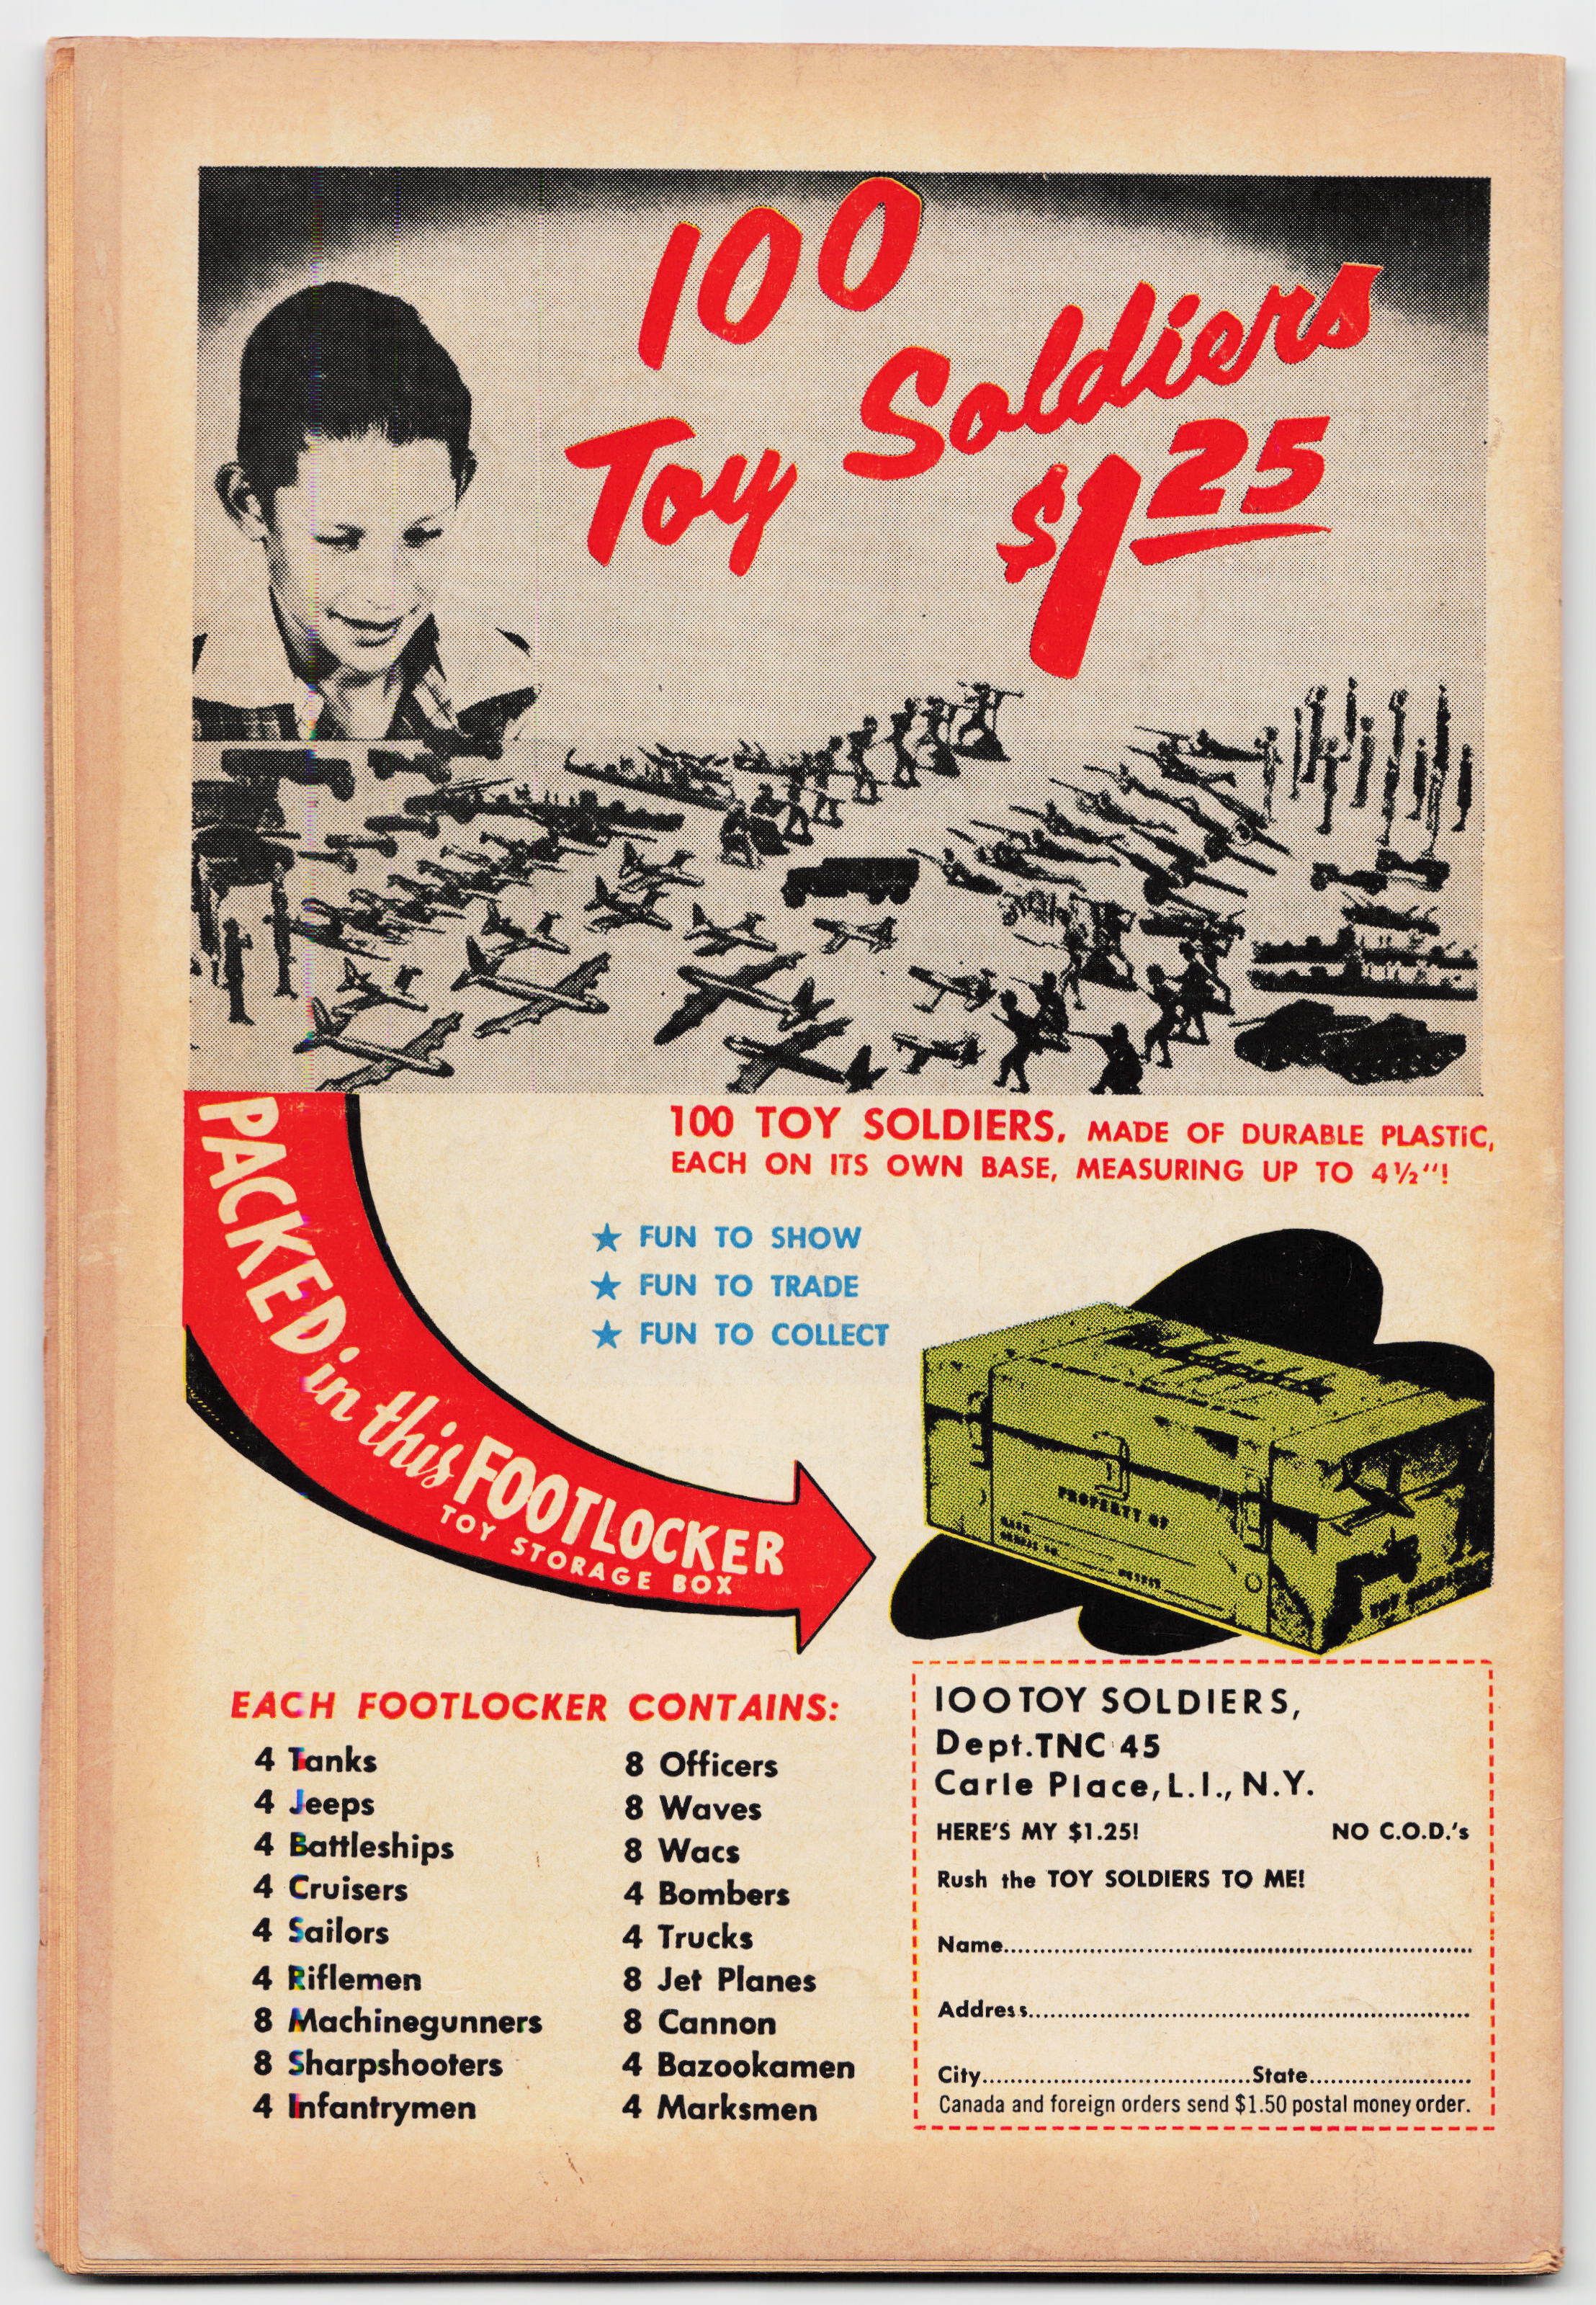 100
Toy Soldiers
$1 25
100 TOY SOLDIERS, MADE OF DURABLE PLASTIC,
EACH ON ITS OWN BASE, MEASURING UP TO 4½"!
★ FUN TO SHOW
★ FUN TO TRADE
★ FUN TO COLLECT
PACKED in this FOOTLOCKER
TOY STORAGE BOX
PROPERTY OF
EACH FOOTLOCKER CONTAINS:
4 Tanks
4 Jeeps
4 Battleships
4 Cruisers
4 Sailors
4 Riflemen
8 Machinegunners
8 Sharpshooters
4 Infantrymen
8 Officers
8 Waves
8 Wacs
4 Bombers
4 Trucks
8 Jet Planes
8 Cannon
4 Bazookamen
4 Marksmen
100 TOY SOLDIERS,
Dept. TNC 45
Carle Place, L.I., N.Y.
HERE'S MY $1.25! NO C.O.D.'s
Rush the TOY SOLDIERS TO ME!
Name
Address
City State
Canada and foreign orders send $1.50 postal money order.